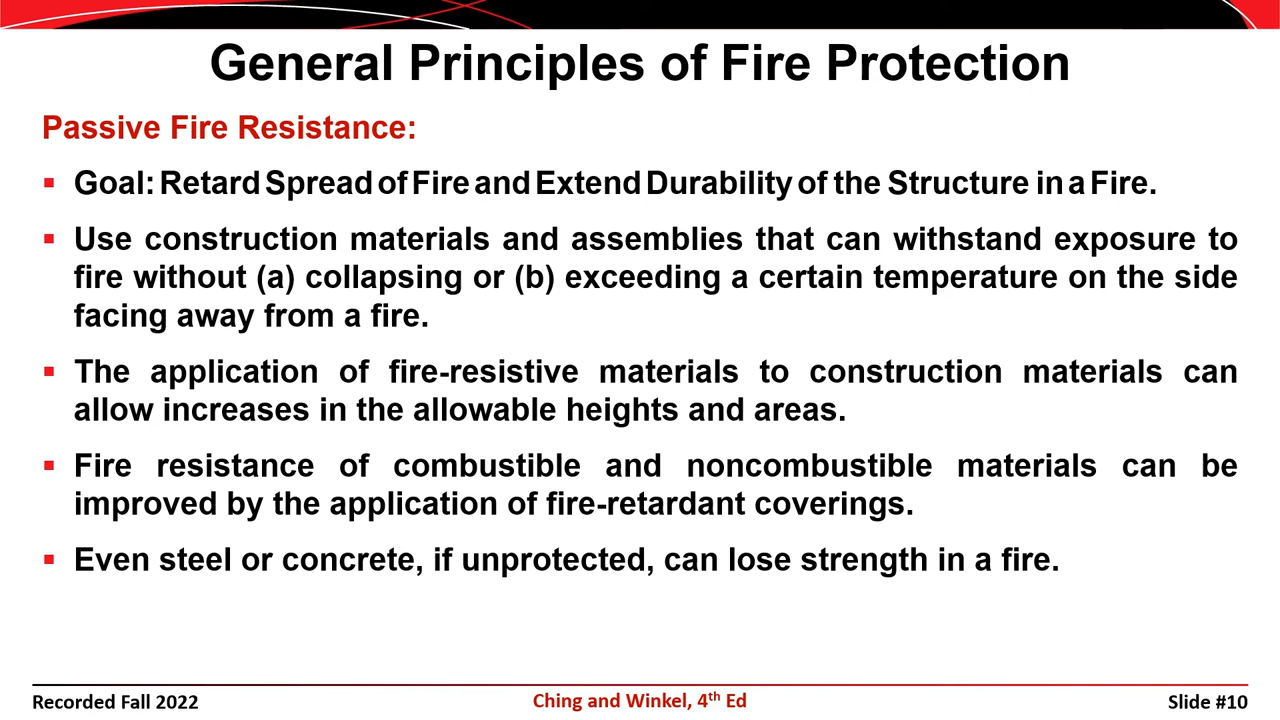 General Principles of Fire Protection
Passive Fire Resistance:
▪ Goal: Retard Spread of Fire and Extend Durability of the Structure in a Fire.
▪ Use construction materials and assemblies that can withstand exposure to
fire without (a) collapsing or (b) exceeding a certain temperature on the side
facing away from a fire.
▪ The application of fire-resistive materials to construction materials can
allow increases in the allowable heights and areas.
▪ Fire resistance of combustible and noncombustible materials can be
improved by the application of fire-retardant coverings.
▪ Even steel or concrete, if unprotected, can lose strength in a fire.
Recorded Fall 2022
Ching and Winkel, 4th Ed
Slide #10